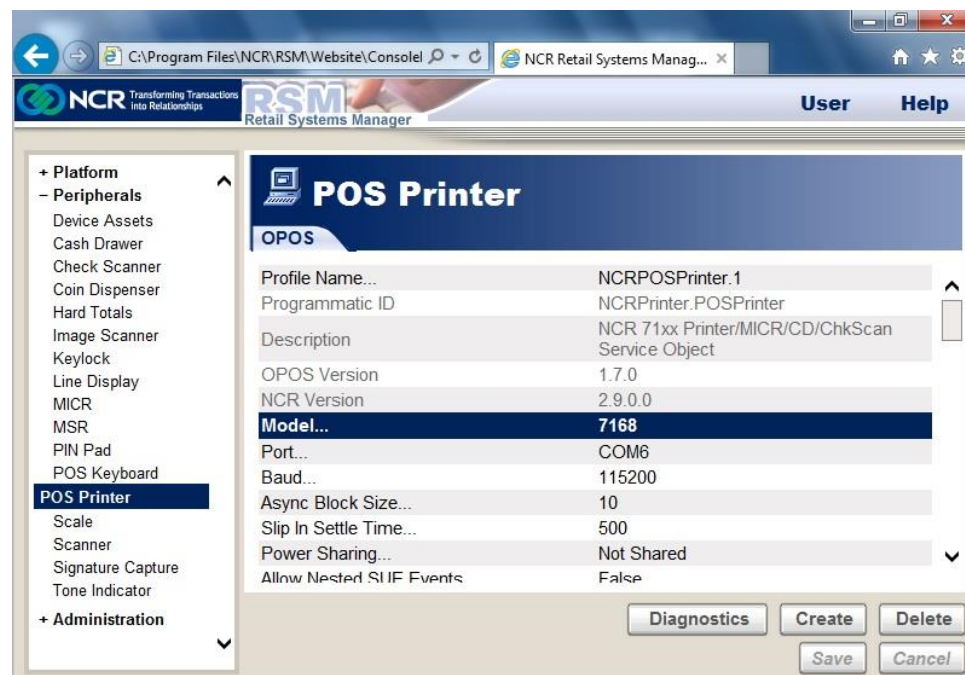 C:\Program Files\NCR\RSM\Website\Consolel
NCR Retail Systems Manag...
NCR Transforming Transactions into Relationships
RSM
Retail Systems Manager
User Help
+ Platform
– Peripherals
Device Assets
Cash Drawer
Check Scanner
Coin Dispenser
Hard Totals
Image Scanner
Keylock
Line Display
MICR
MSR
PIN Pad
POS Keyboard
POS Printer
Scale
Scanner
Signature Capture
Tone Indicator
+ Administration
POS Printer
OPOS
Profile Name... NCRPOSPrinter.1
Programmatic ID NCRPrinter.POSPrinter
Description NCR 71xx Printer/MICR/CD/ChkScan
Service Object
OPOS Version 1.7.0
NCR Version 2.9.0.0
Model... 7168
Port... COM6
Baud... 115200
Async Block Size... 10
Slip In Settle Time... 500
Power Sharing... Not Shared
Allow Nested SUE Events False
Diagnostics Create Delete
Save Cancel